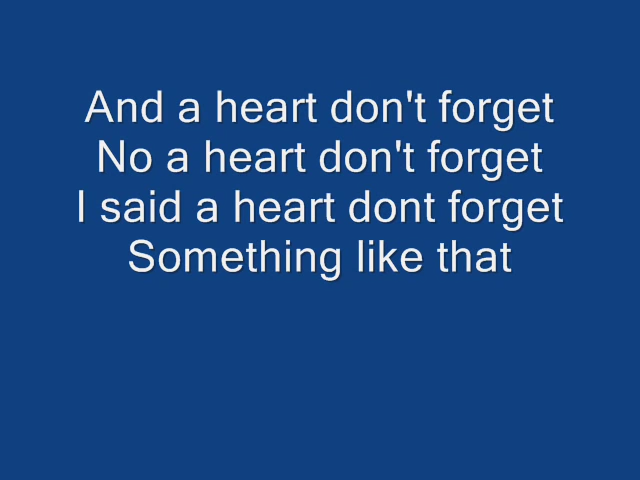 And a heart don't forget
No a heart don't forget
I said a heart dont forget
Something like that